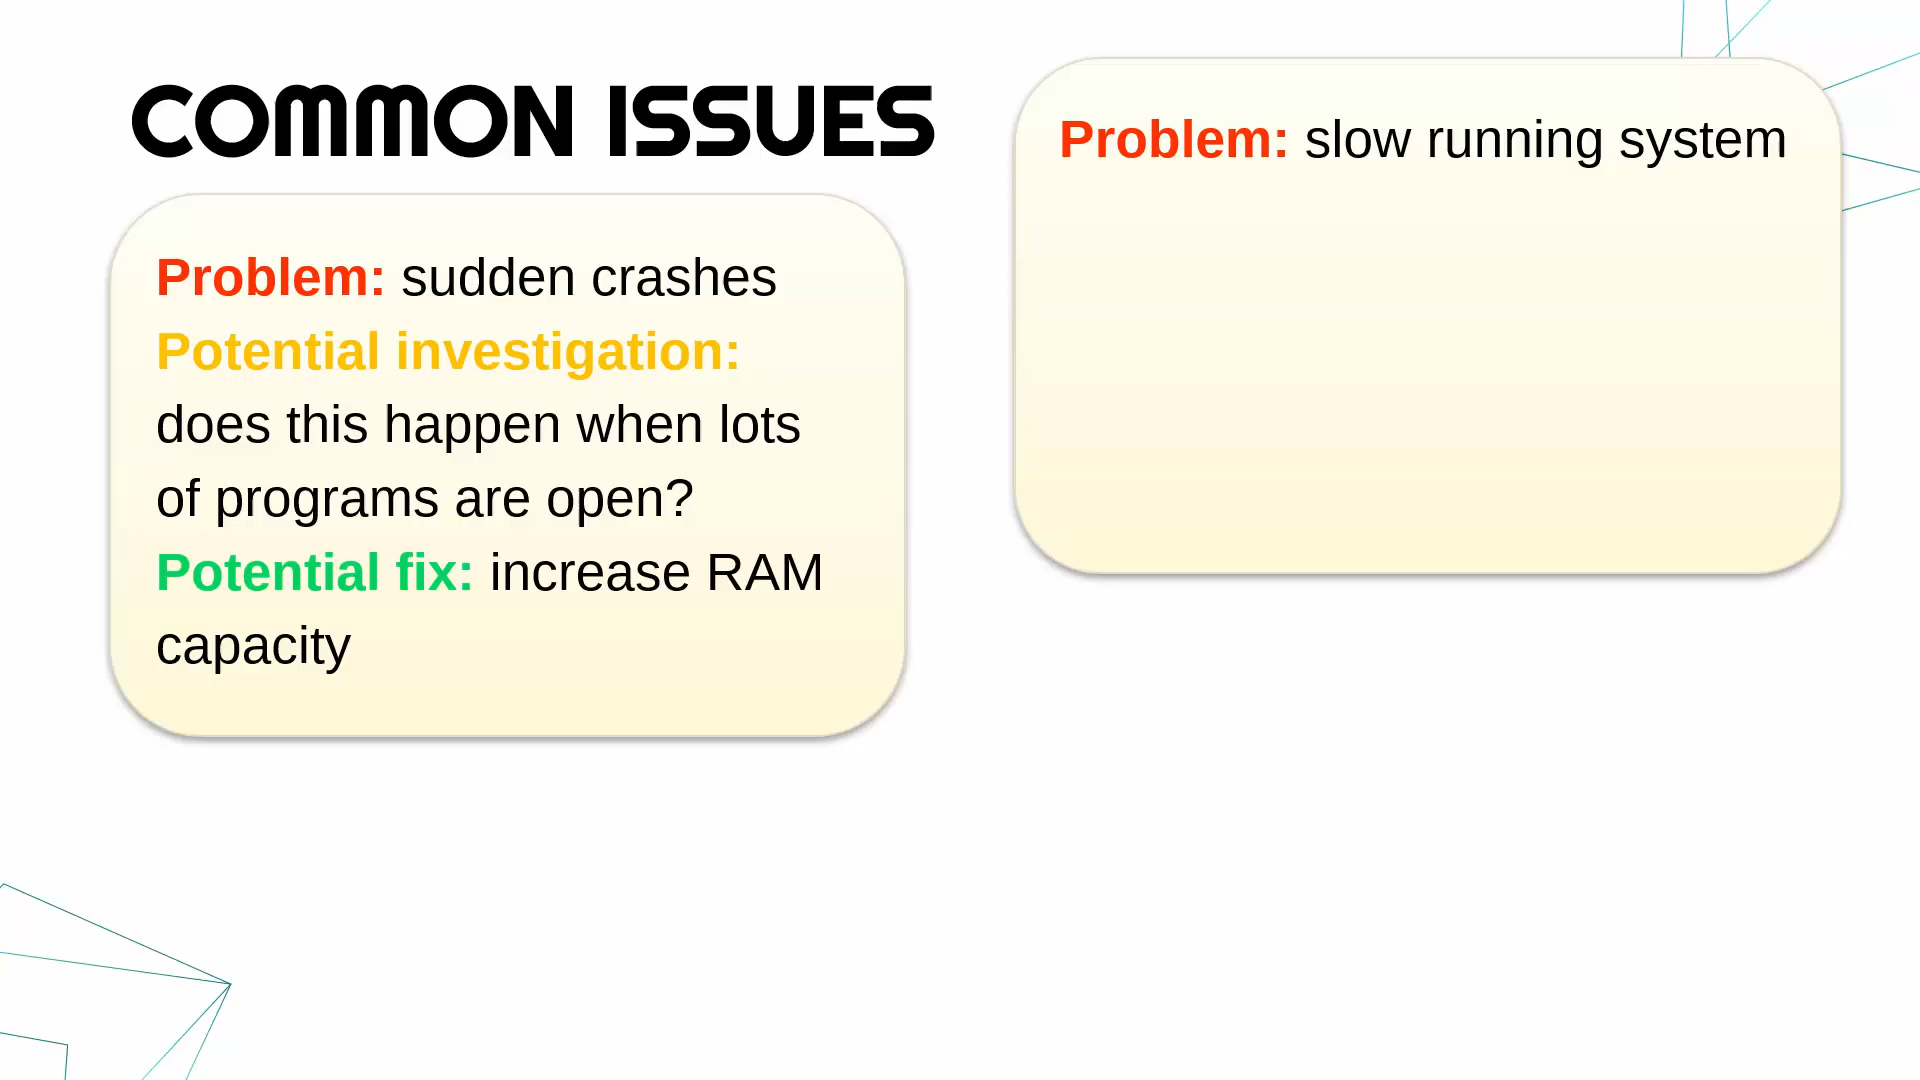 COMMON ISSUES
Problem: sudden crashes
Potential investigation:
does this happen when lots
of programs are open?
Potential fix: increase RAM
capacity
Problem: slow running system